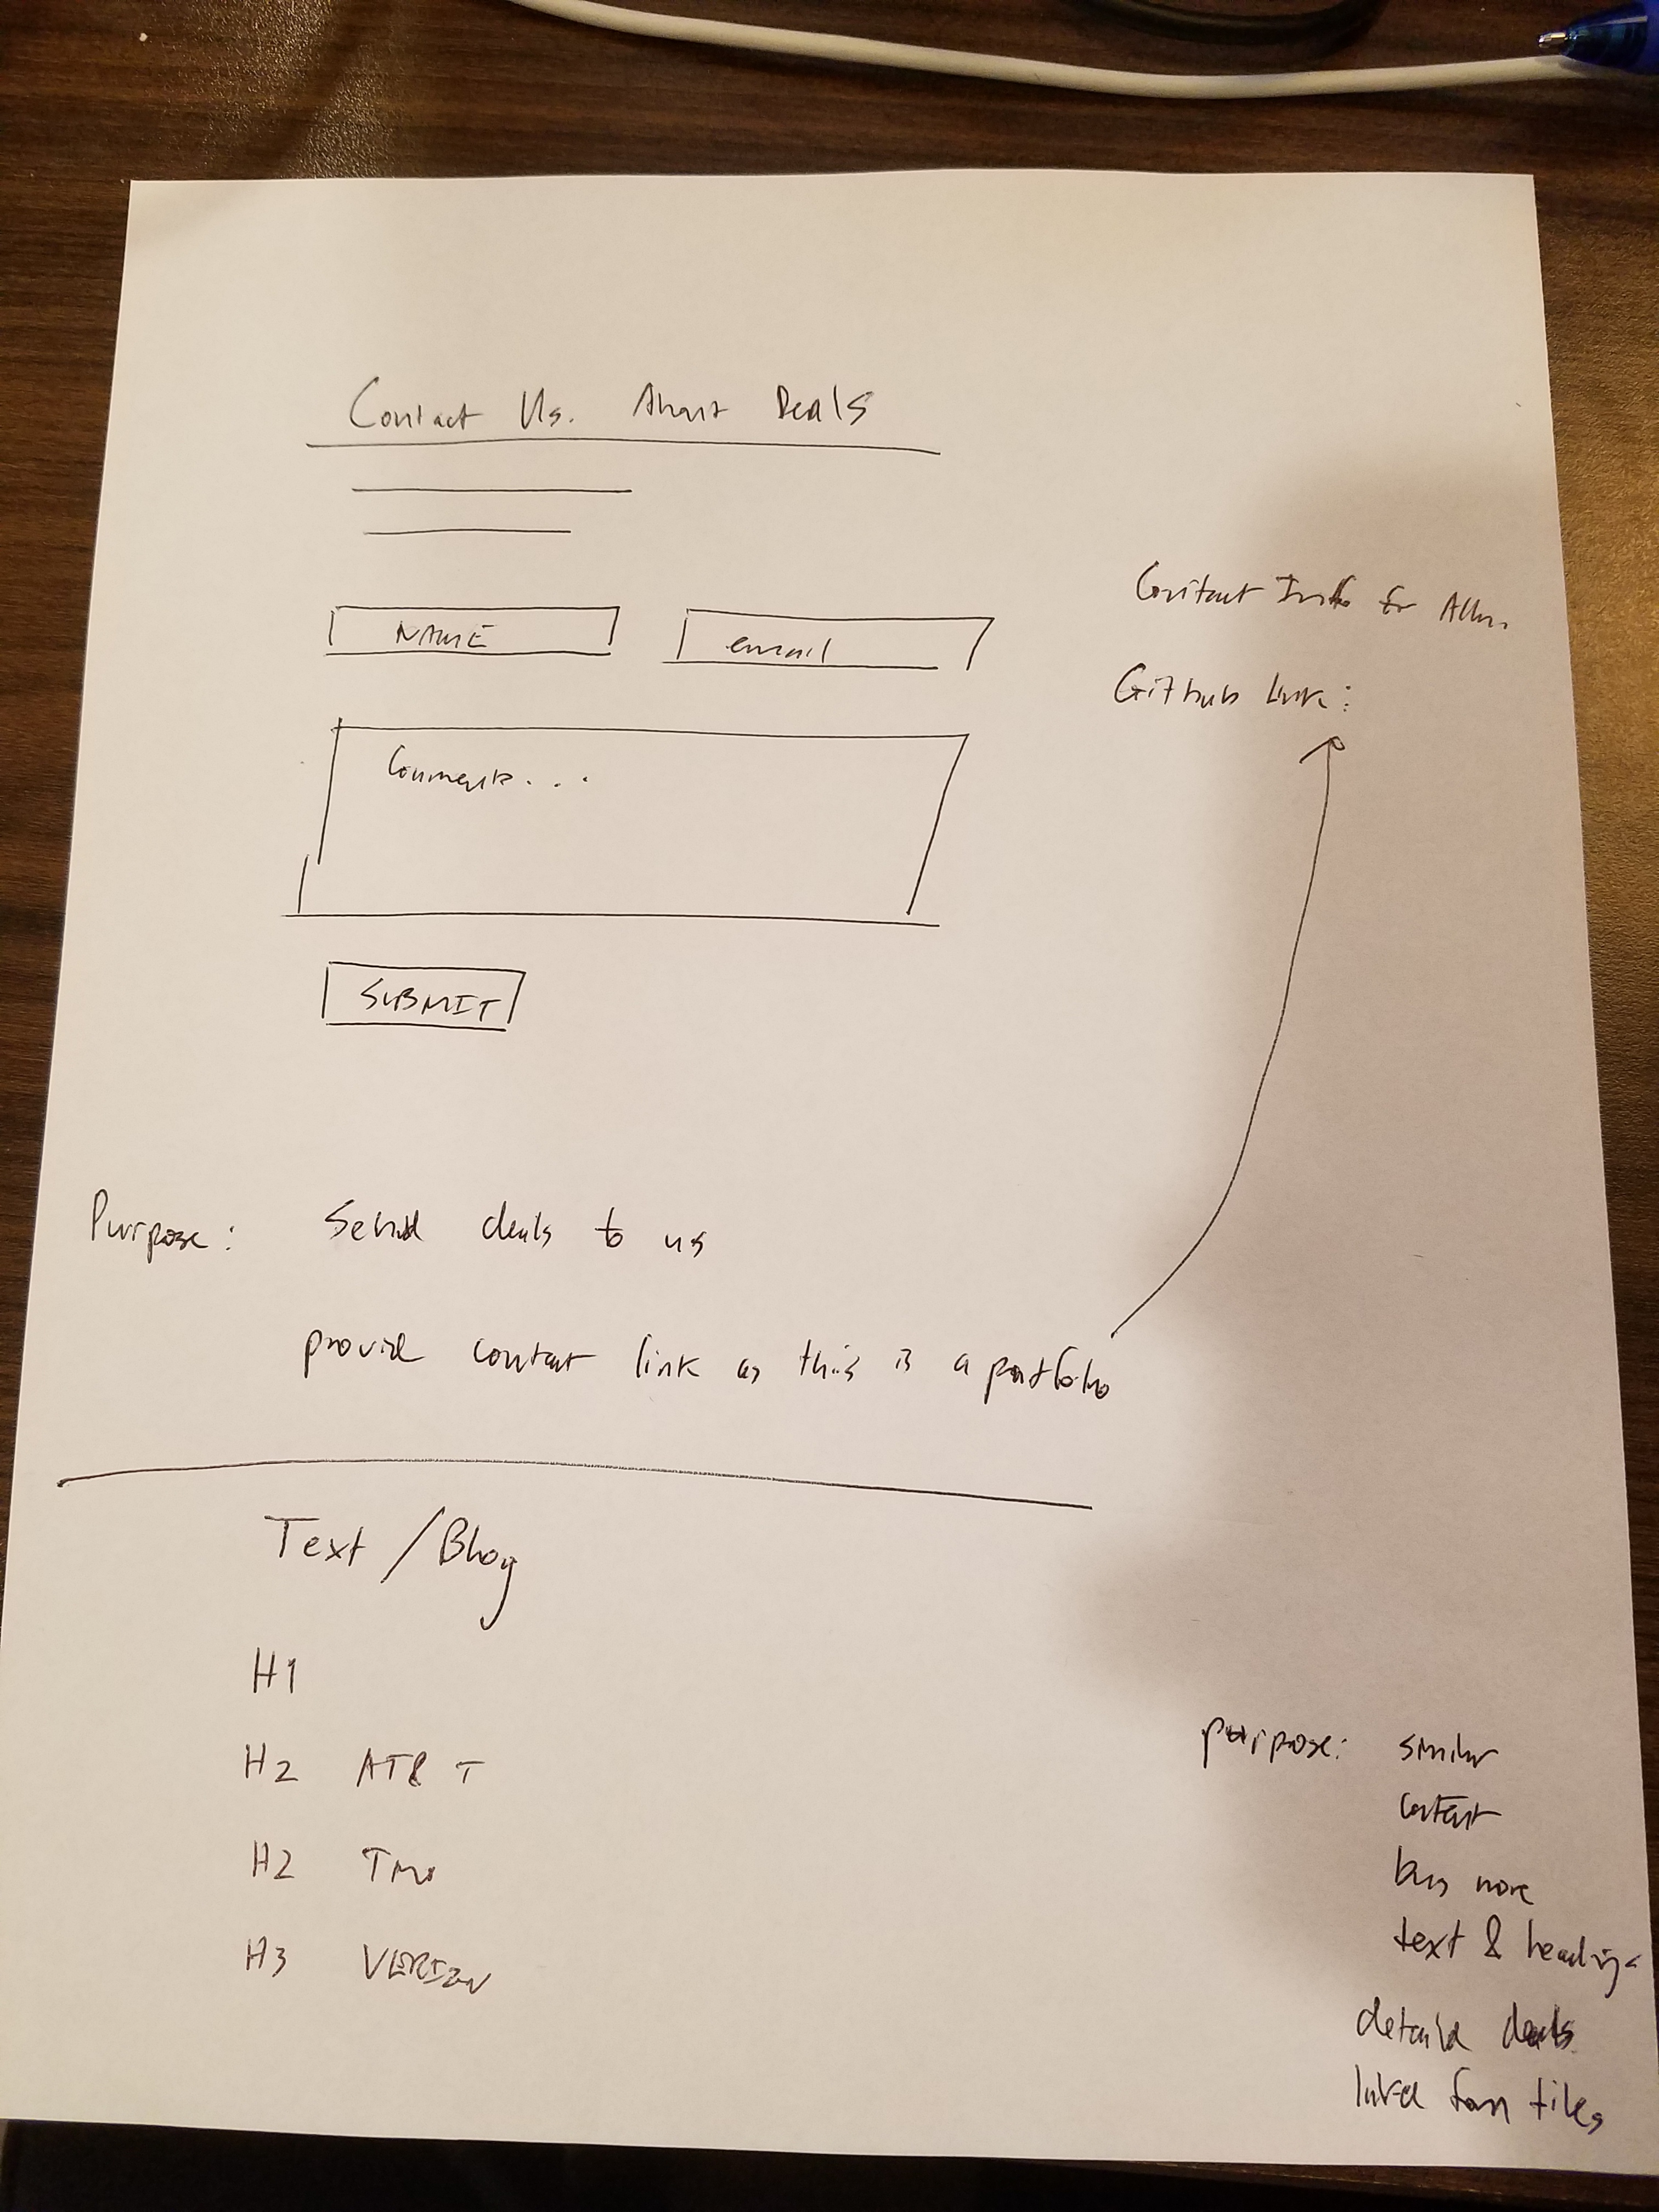 Contact Us. About Deals
NAME
email
Comments...
SUBMIT
Contact Info for
Github link:
Purpose: Send deals to us
provide contact link as this is a portfolio
Text / Blog
H1
H2 AT&T
H2 TMo
H3 VERIZON
purpose: similar
content
but more
text & headings
detailed deals
linked from tiles